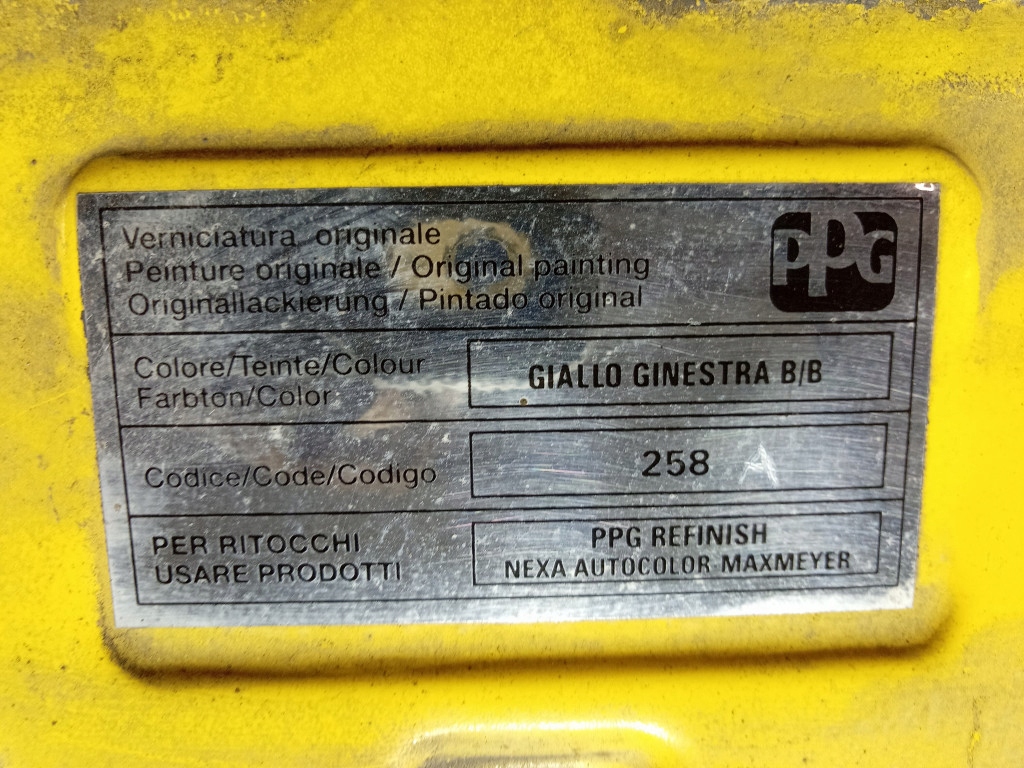 Verniciatura originale
Peinture originale / Original painting
Originallackierung / Pintado original
PPG
Colore/Teinte/Colour
Farbton/Color
GIALLO GINESTRA B/B
Codice/Code/Codigo
258
PER RITOCCHI
USARE PRODOTTI
PPG REFINISH
NEXA AUTOCOLOR MAXMEYER